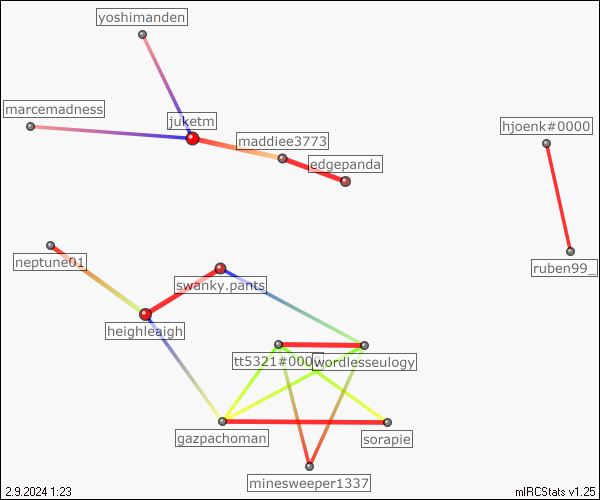 yoshimanden
marcemadness
juketm
maddiee3773
edgepanda
hjoenk#0000
neptune01
swanky.pants
ruben99_
heighleaigh
tt5321#000
wordlesseulogy
gazpachoman
sorapie
minesweeper1337
2.9.2024 1:23
mIRCStats v1.25